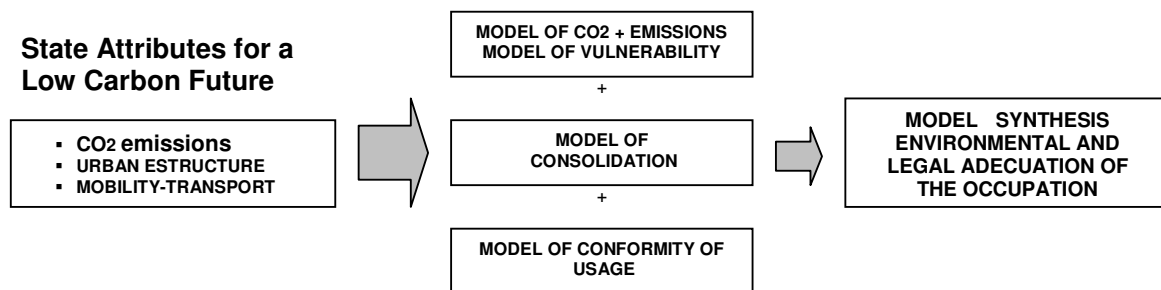 State Attributes for a
Low Carbon Future
▪ CO2 emissions
▪ URBAN ESTRUCTURE
▪ MOBILITY-TRANSPORT
MODEL OF CO2 + EMISSIONS
MODEL OF VULNERABILITY
+
MODEL OF
CONSOLIDATION
+
MODEL OF CONFORMITY OF
USAGE
MODEL SYNTHESIS
ENVIRONMENTAL AND
LEGAL ADECUATION OF
THE OCCUPATION